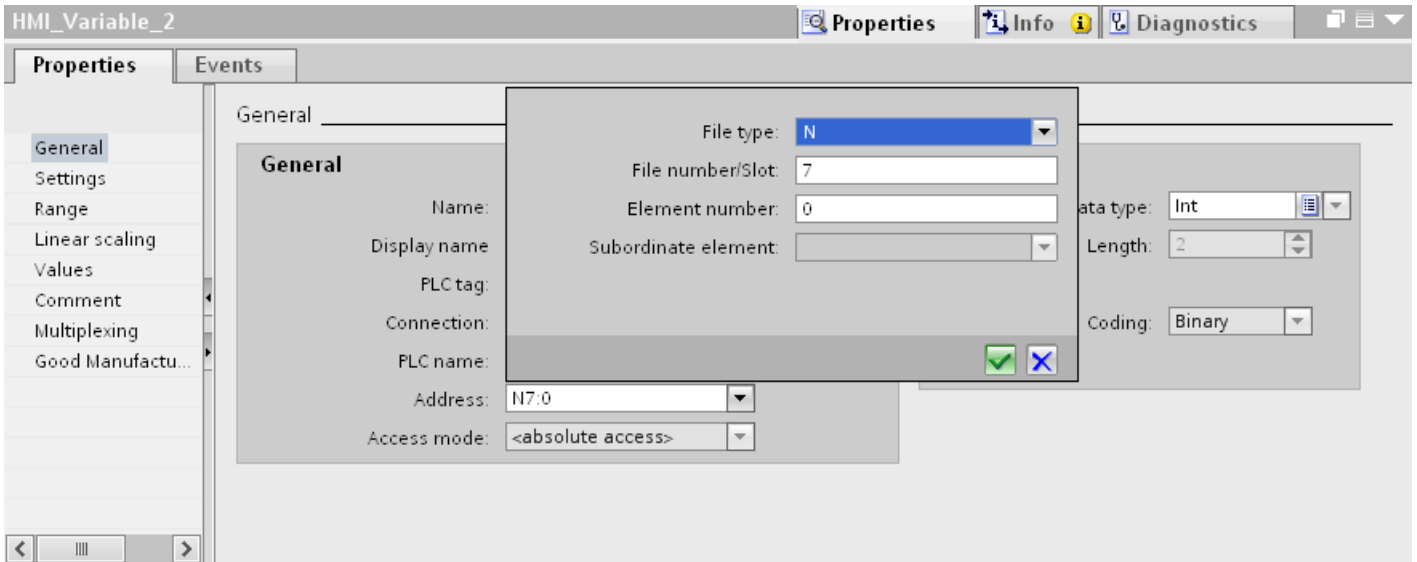 HMI_Variable_2
Properties
Info
Diagnostics
Properties
Events
General
Settings
Range
Linear scaling
Values
Comment
Multiplexing
Good Manufactu...
General
General
Name:
Display name
PLC tag:
Connection:
PLC name:
Address: N7:0
Access mode: <absolute access>
File type: N
File number/Slot: 7
Element number: 0
Subordinate element:
ata type: Int
Length: 2
Coding: Binary